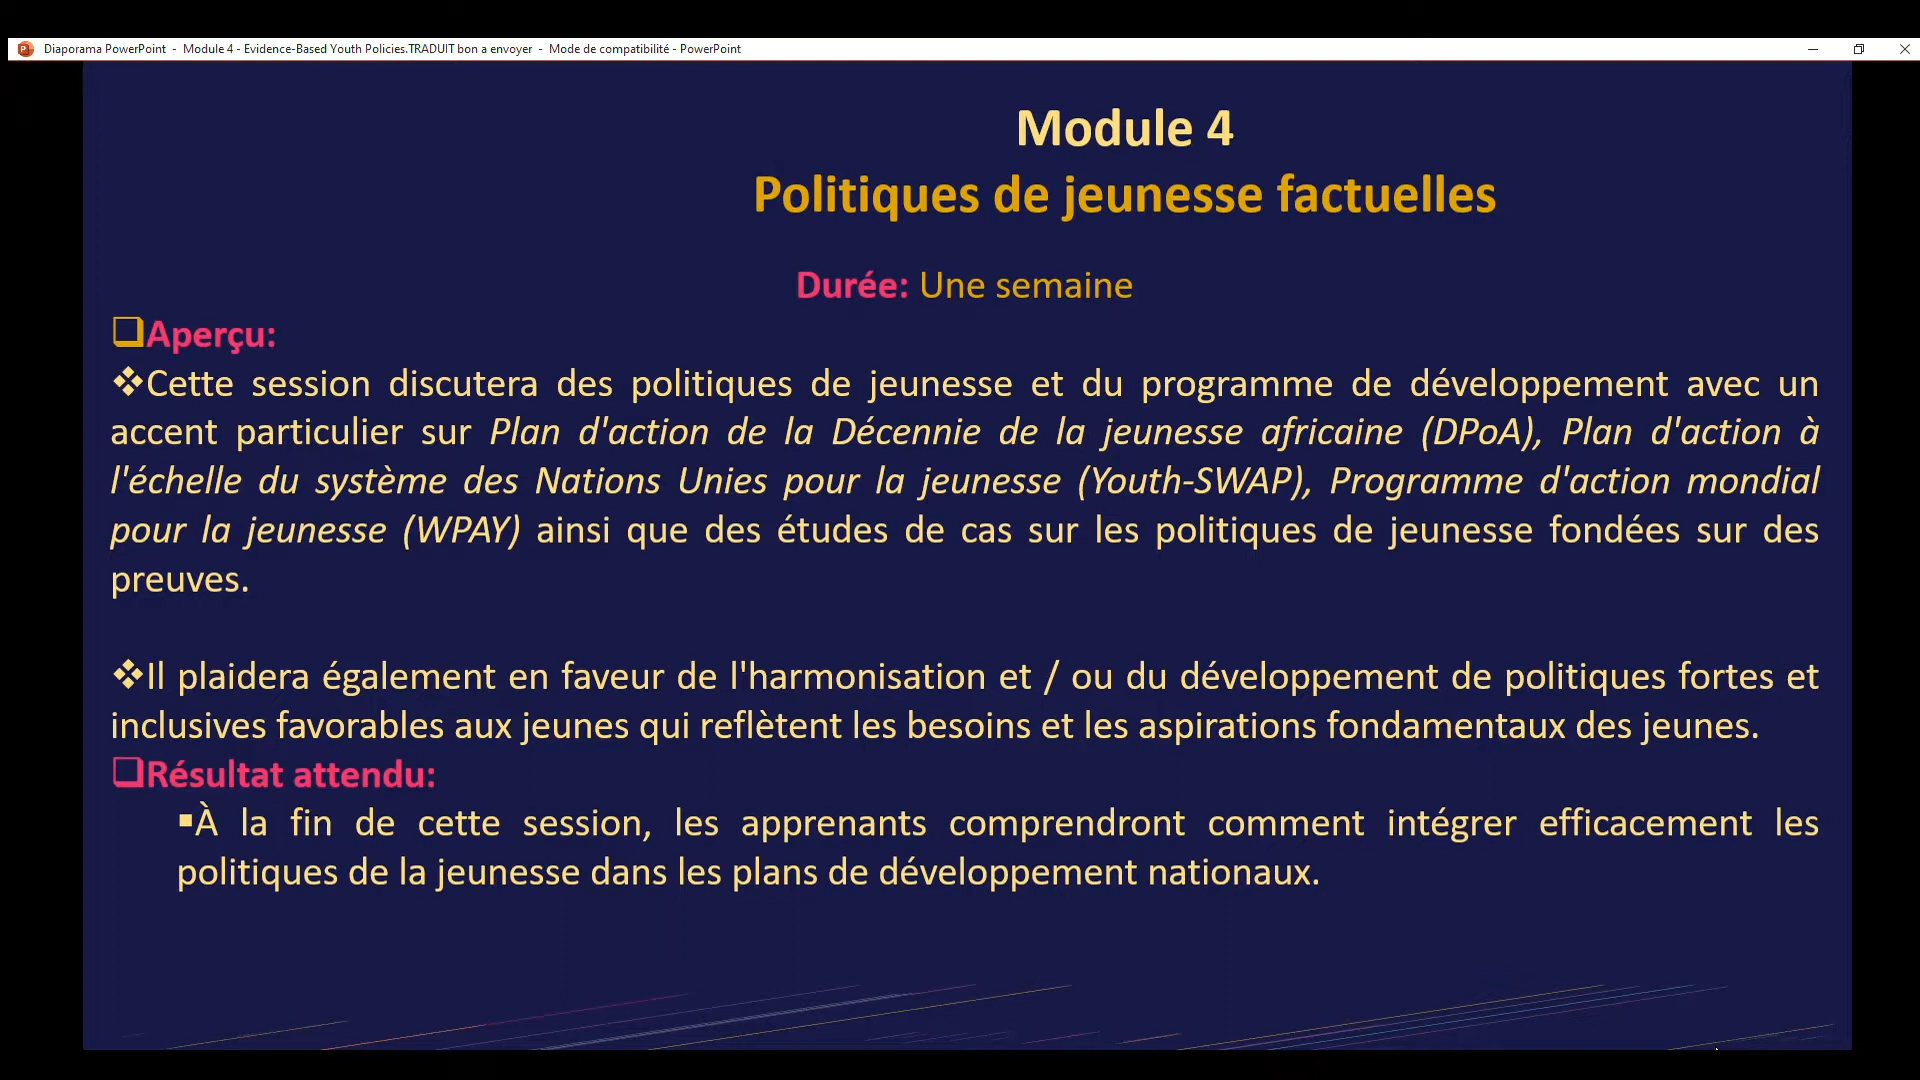 Diaporama PowerPoint - Module 4 - Evidence-Based Youth Policies.TRADUIT bon a envoyer - Mode de compatibilité - PowerPoint
Module 4
Politiques de jeunesse factuelles
Durée: Une semaine
❑Aperçu:
❖Cette session discutera des politiques de jeunesse et du programme de développement avec un
accent particulier sur Plan d'action de la Décennie de la jeunesse africaine (DPoA), Plan d'action à
l'échelle du système des Nations Unies pour la jeunesse (Youth-SWAP), Programme d'action mondial
pour la jeunesse (WPAY) ainsi que des études de cas sur les politiques de jeunesse fondées sur des
preuves.
❖Il plaidera également en faveur de l'harmonisation et / ou du développement de politiques fortes et
inclusives favorables aux jeunes qui reflètent les besoins et les aspirations fondamentaux des jeunes.
❑Résultat attendu:
▪À la fin de cette session, les apprenants comprendront comment intégrer efficacement les
politiques de la jeunesse dans les plans de développement nationaux.